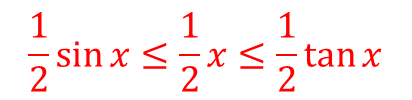 1/2 sin x ≤ 1/2 x ≤ 1/2 tan x